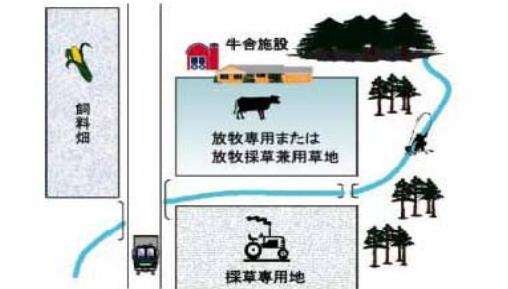 牛舎施設
飼料畑
放牧専用または
放牧採草兼用草地
採草専用地